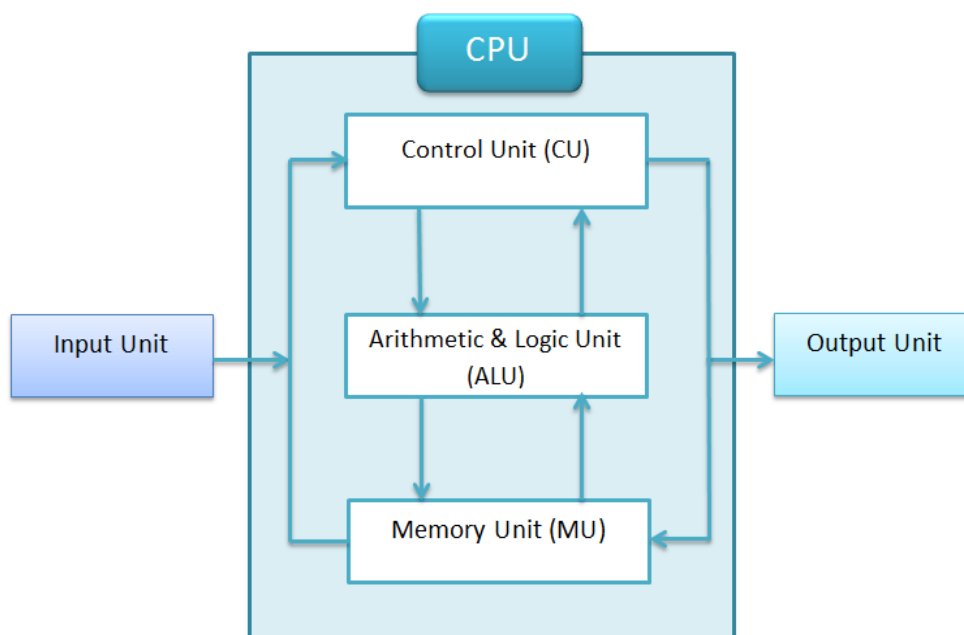 CPU
Control Unit (CU)
Input Unit
Arithmetic & Logic Unit
(ALU)
Output Unit
Memory Unit (MU)